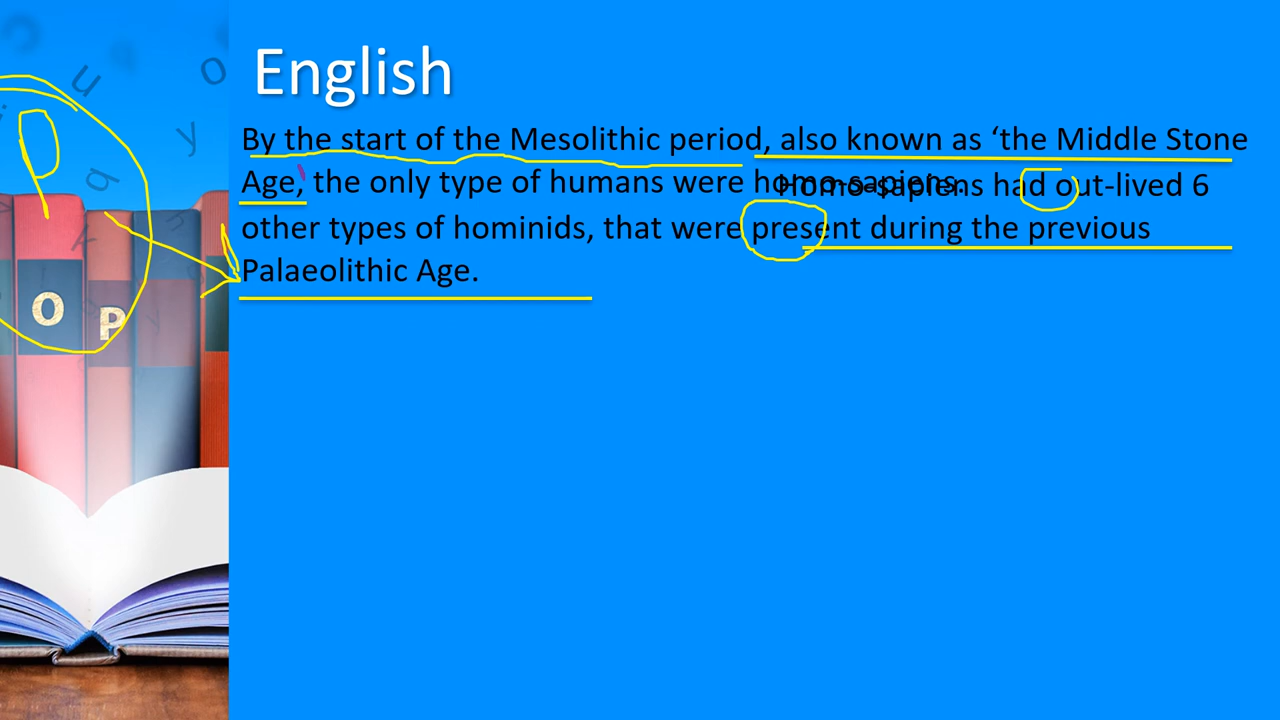 English
By the start of the Mesolithic period, also known as ‘the Middle Stone
Age, the only type of humans were homo-sapiens.
Homo-sapiens had out-lived 6
other types of hominids, that were present during the previous
Palaeolithic Age.
u
o
y
q
k
n
P
O
P